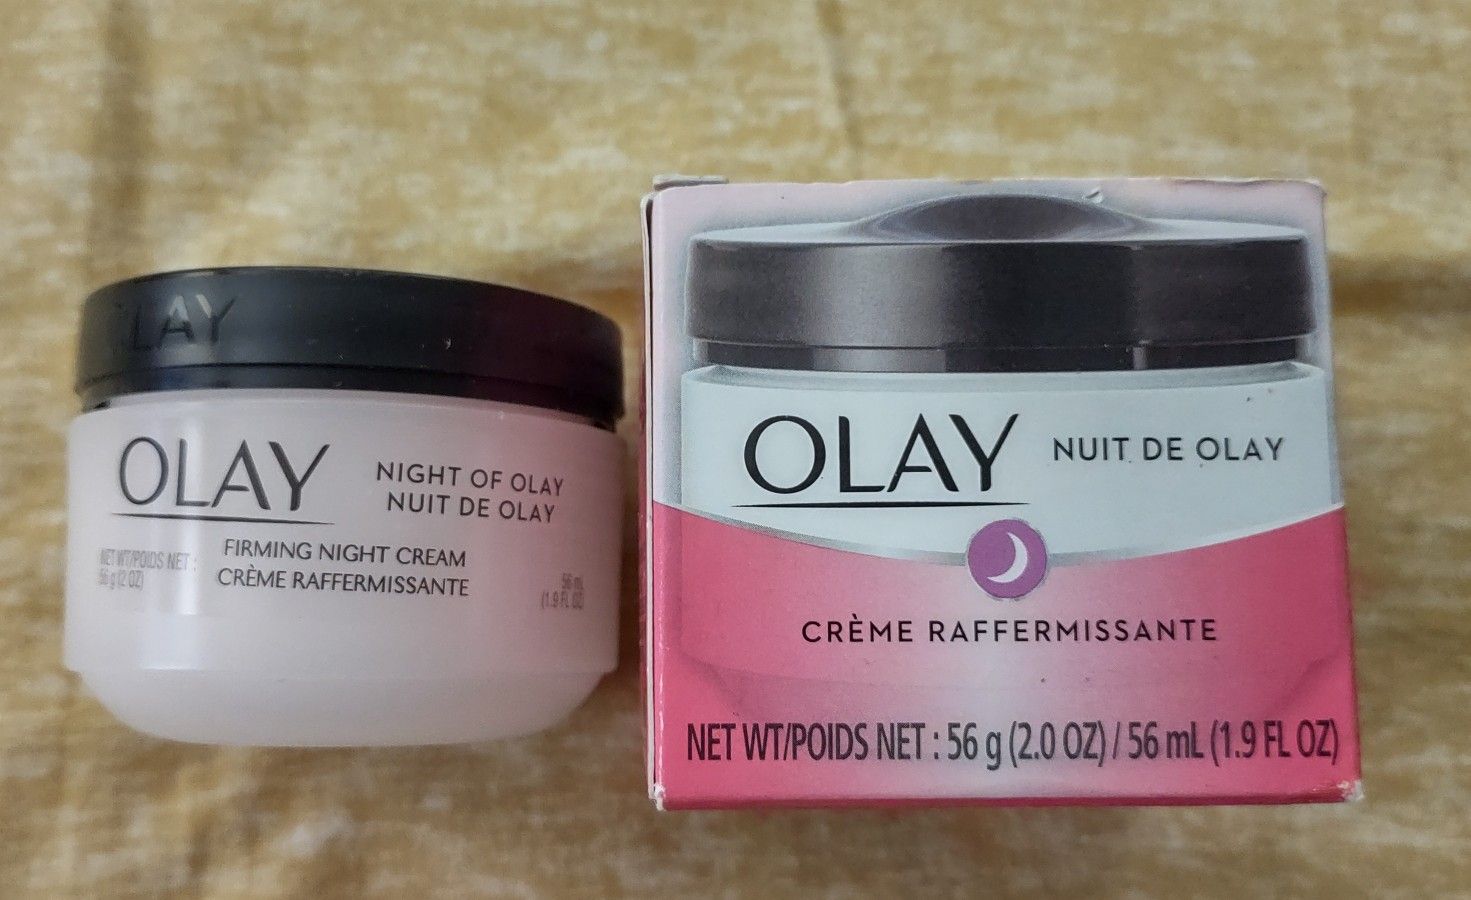 OLAY
OLAY
NIGHT OF OLAY
NUIT DE OLAY
FIRMING NIGHT CREAM
CRÈME RAFFERMISSANTE
NET WT/POIDS NET :
56 g (2 OZ)
56 mL
(1.9 FL OZ)
OLAY
NUIT DE OLAY
CRÈME RAFFERMISSANTE
NET WT/POIDS NET : 56 g (2.0 OZ) / 56 mL (1.9 FL OZ)